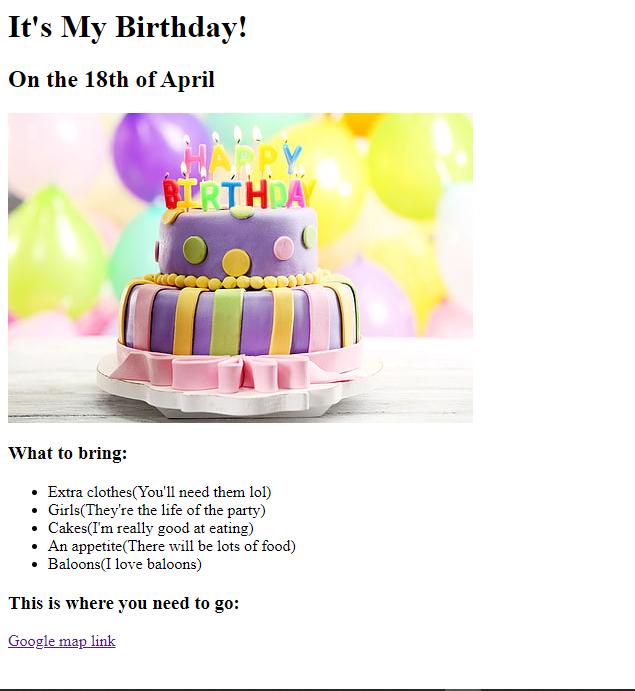 It's My Birthday!
On the 18th of April
HAPPY
BIRTHDAY
What to bring:
Extra clothes(You'll need them lol)
Girls(They're the life of the party)
Cakes(I'm really good at eating)
An appetite(There will be lots of food)
Baloons(I love baloons)
This is where you need to go:
Google map link